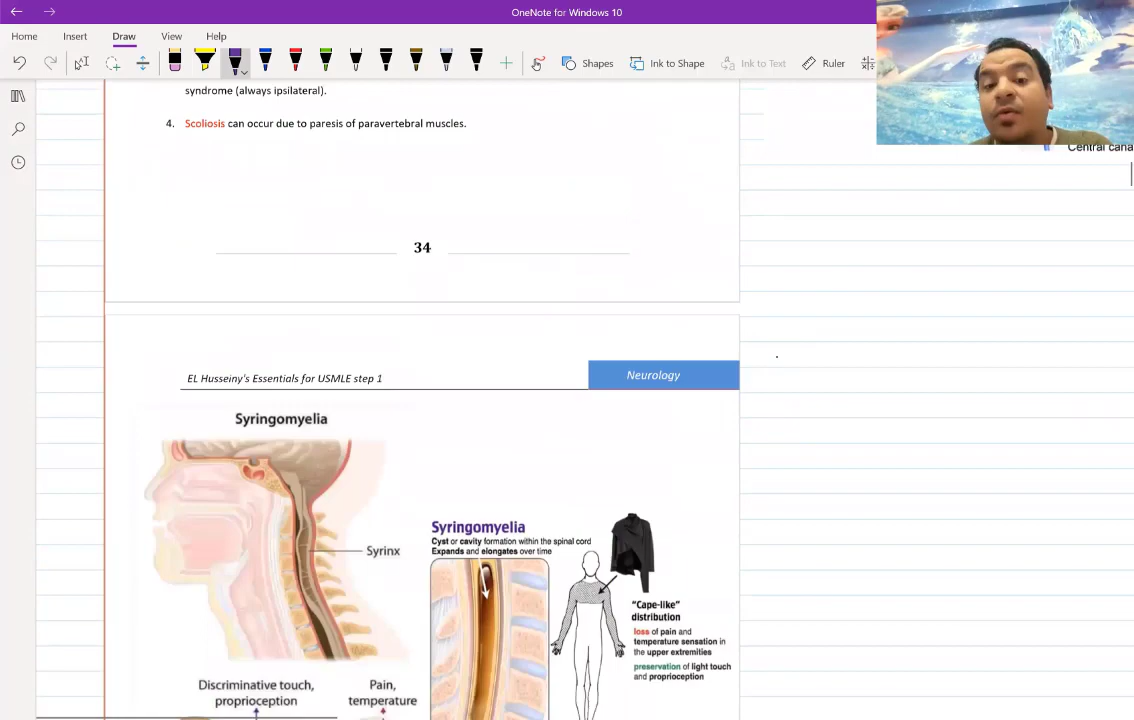 OneNote for Windows 10
Home Insert Draw View Help
Shapes Ink to Shape Ink to Text Ruler
syndrome (always ipsilateral).
4. Scoliosis can occur due to paresis of paravertebral muscles.
Central cana
34
EL Husseiny's Essentials for USMLE step 1
Neurology
Syringomyelia
Syrinx
Discriminative touch,
proprioception
Pain,
temperature
Syringomyelia
Cyst or cavity formation within the spinal cord
Expands and elongates over time
"Cape-like"
distribution
loss of pain and
temperature sensation in
the upper extremities
preservation of light touch
and proprioception